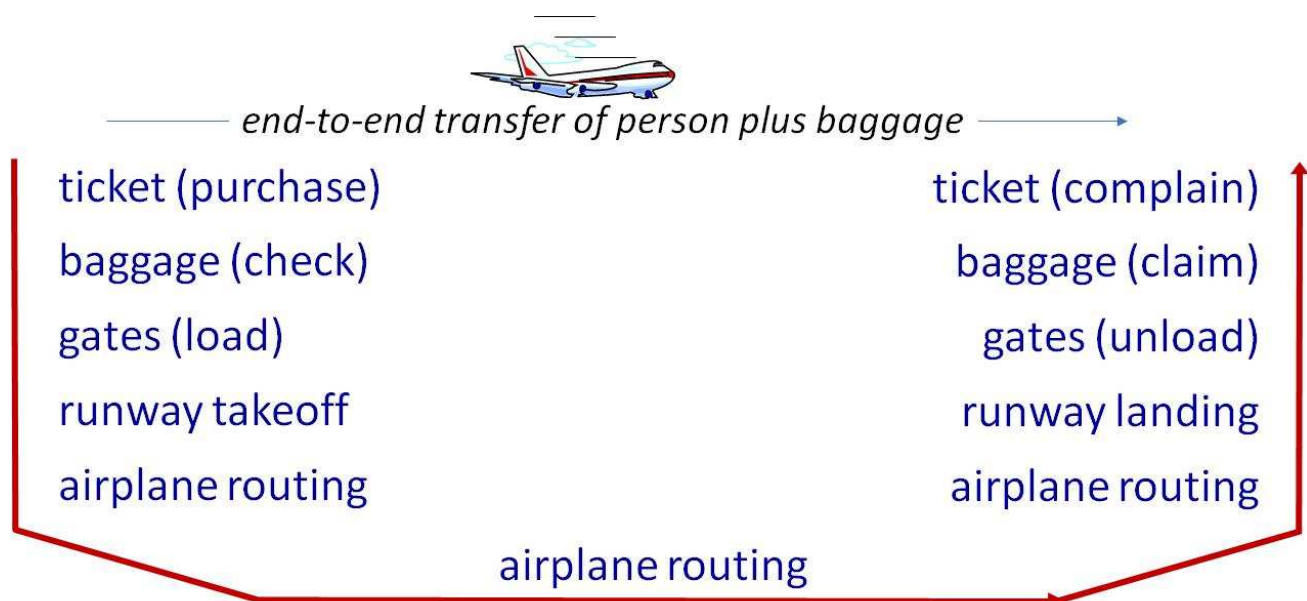 end-to-end transfer of person plus baggage
ticket (purchase)
baggage (check)
gates (load)
runway takeoff
airplane routing
ticket (complain)
baggage (claim)
gates (unload)
runway landing
airplane routing
airplane routing